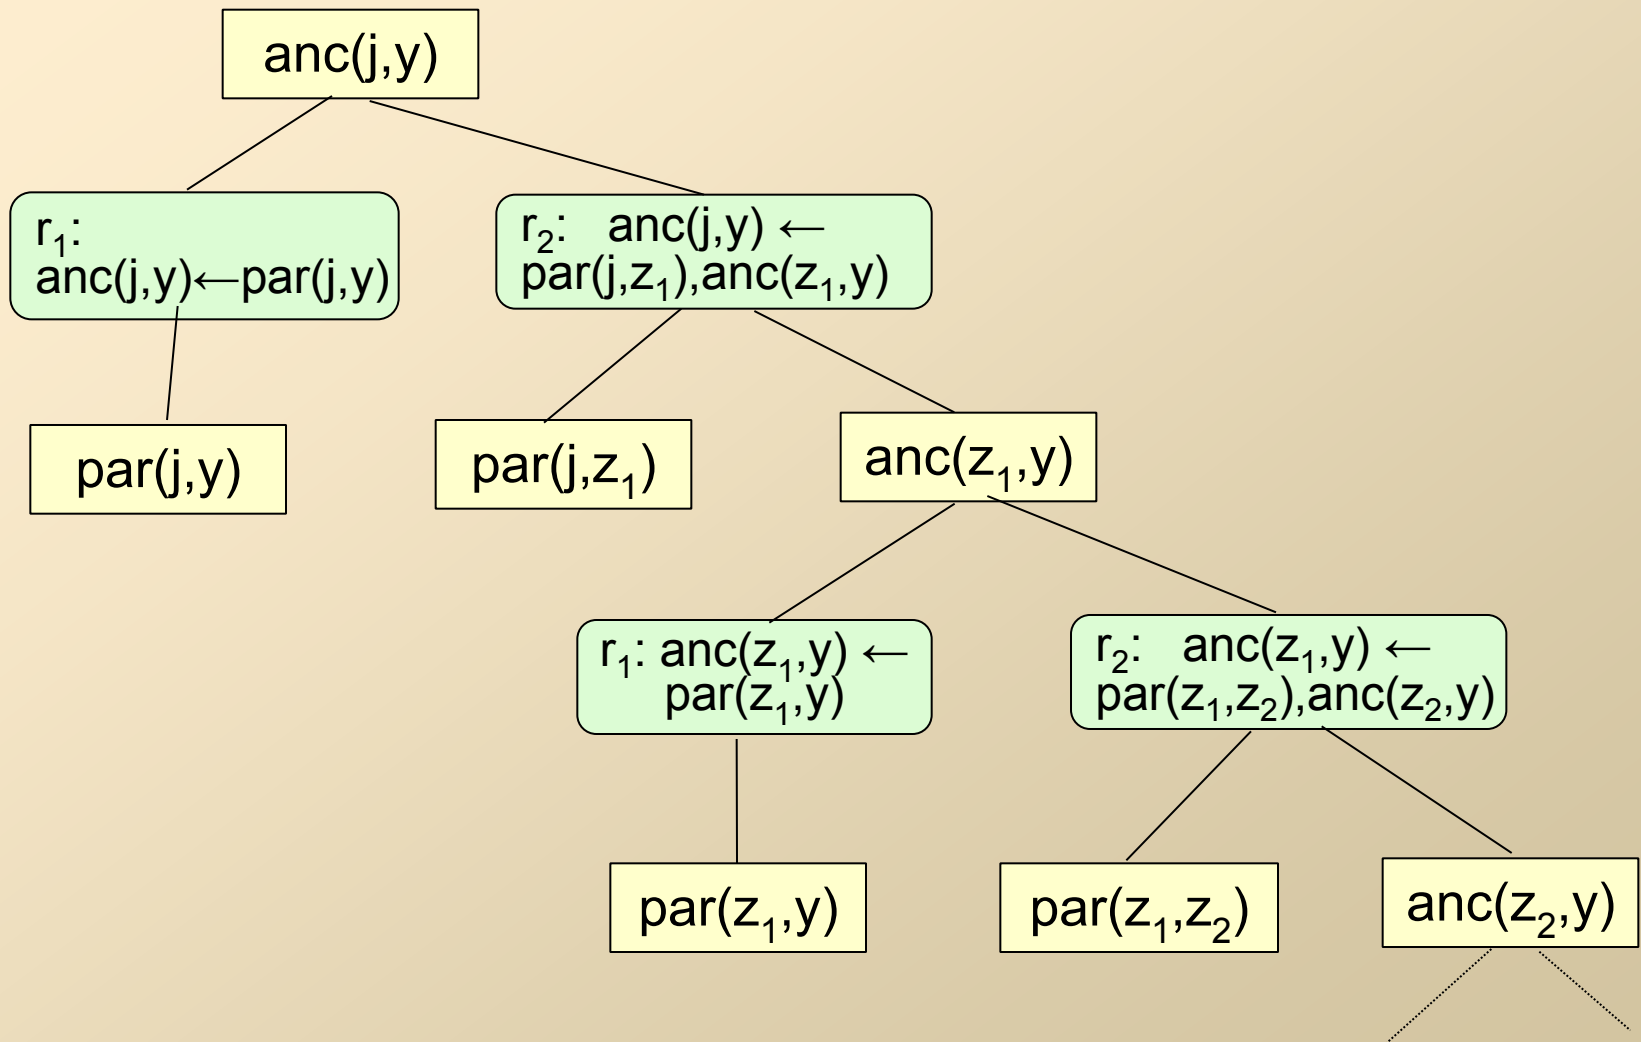 anc(j,y)
r₁:
anc(j,y)←par(j,y)
r₂: anc(j,y) ←
par(j,z₁),anc(z₁,y)
par(j,y)
par(j,z₁)
anc(z₁,y)
r₁: anc(z₁,y) ←
par(z₁,y)
r₂: anc(z₁,y) ←
par(z₁,z₂),anc(z₂,y)
par(z₁,y)
par(z₁,z₂)
anc(z₂,y)